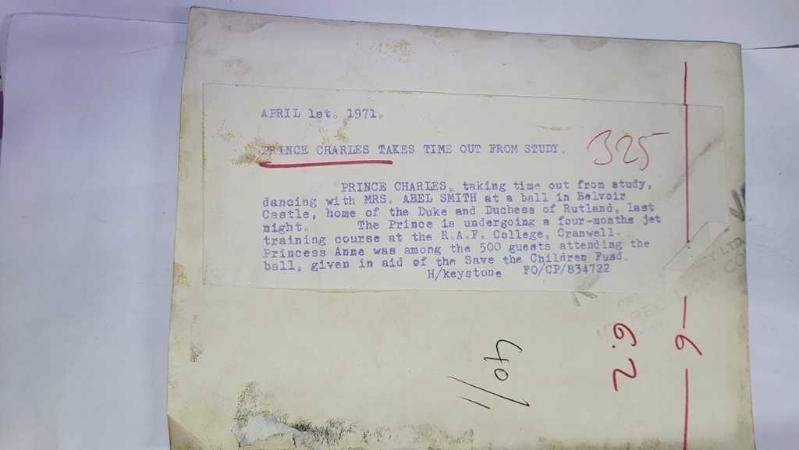 APRIL 1st. 1971.
PRINCE CHARLES TAKES TIME OUT FROM STUDY.
325
PRINCE CHARLES, taking time out from study,
dancing with MRS. ABEL SMITH at a ball in Belvoir
Castle, home of the Duke and Duchess of Rutland, last
night. The Prince is undergoing a four-months jet
training course at the R.A.F. College, Cranwell.
Princess Anne was among the 500 guests attending the
ball, given in aid of the Save the Children Fund.
H/keystone FO/CP/834722